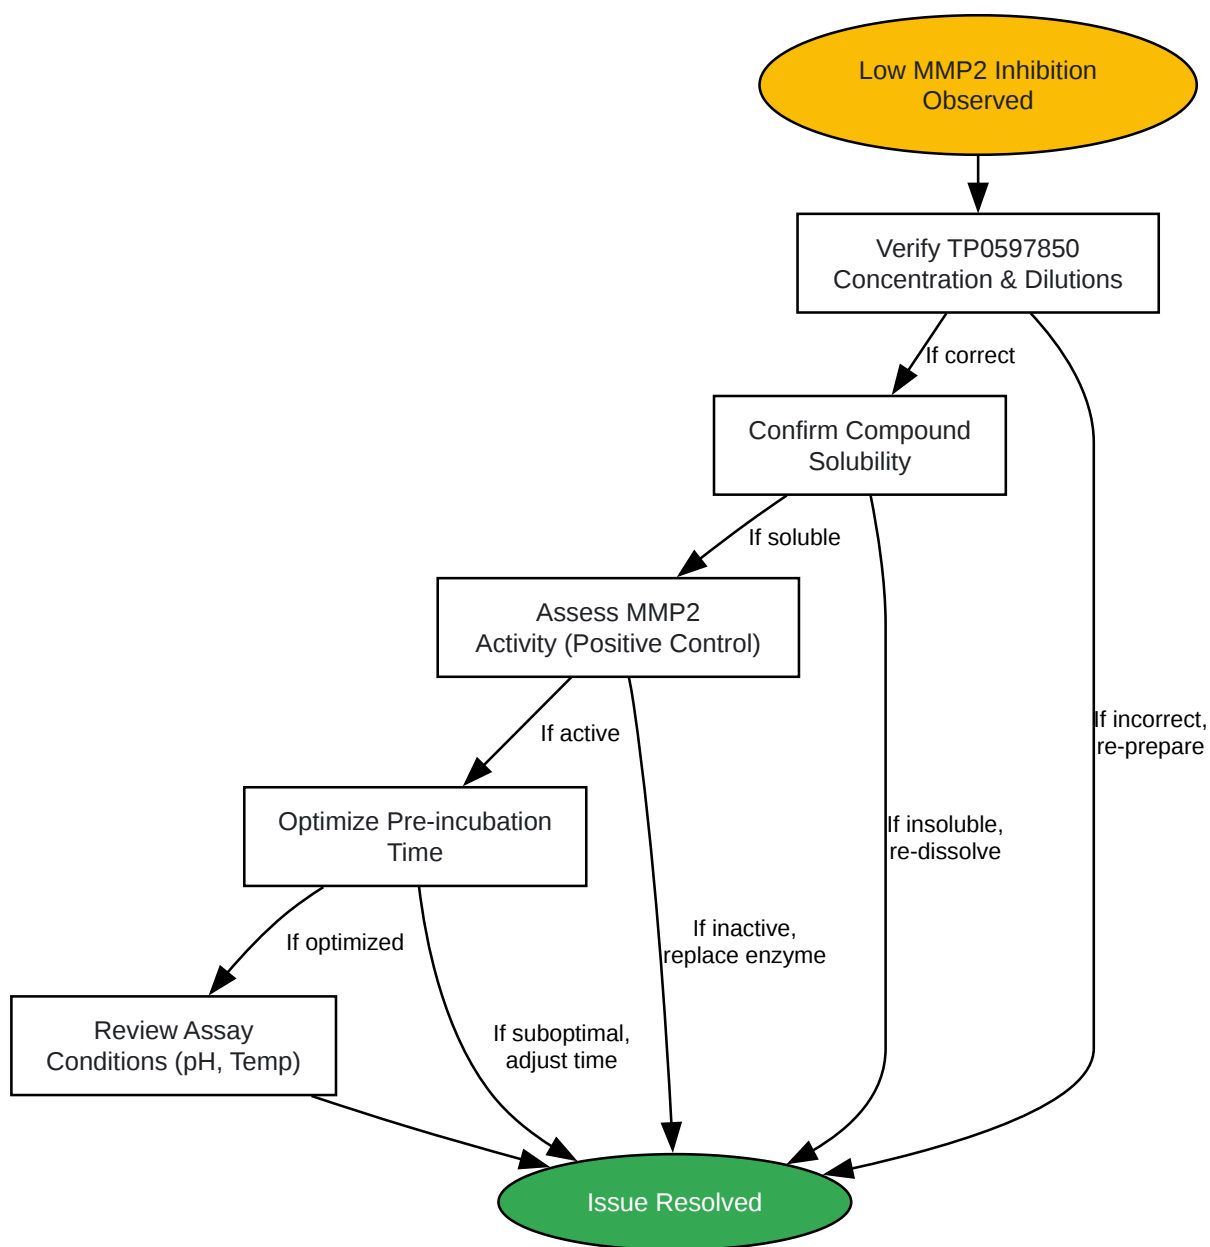 Low MMP2 Inhibition
Observed
Verify TP0597850
Concentration & Dilutions
If correct
Confirm Compound
Solubility
If soluble
Assess MMP2
Activity (Positive Control)
If incorrect,
re-prepare
If active
Optimize Pre-incubation
Time
If insoluble,
re-dissolve
If optimized
If inactive,
replace enzyme
Review Assay
Conditions (pH, Temp)
If suboptimal,
adjust time
Issue Resolved